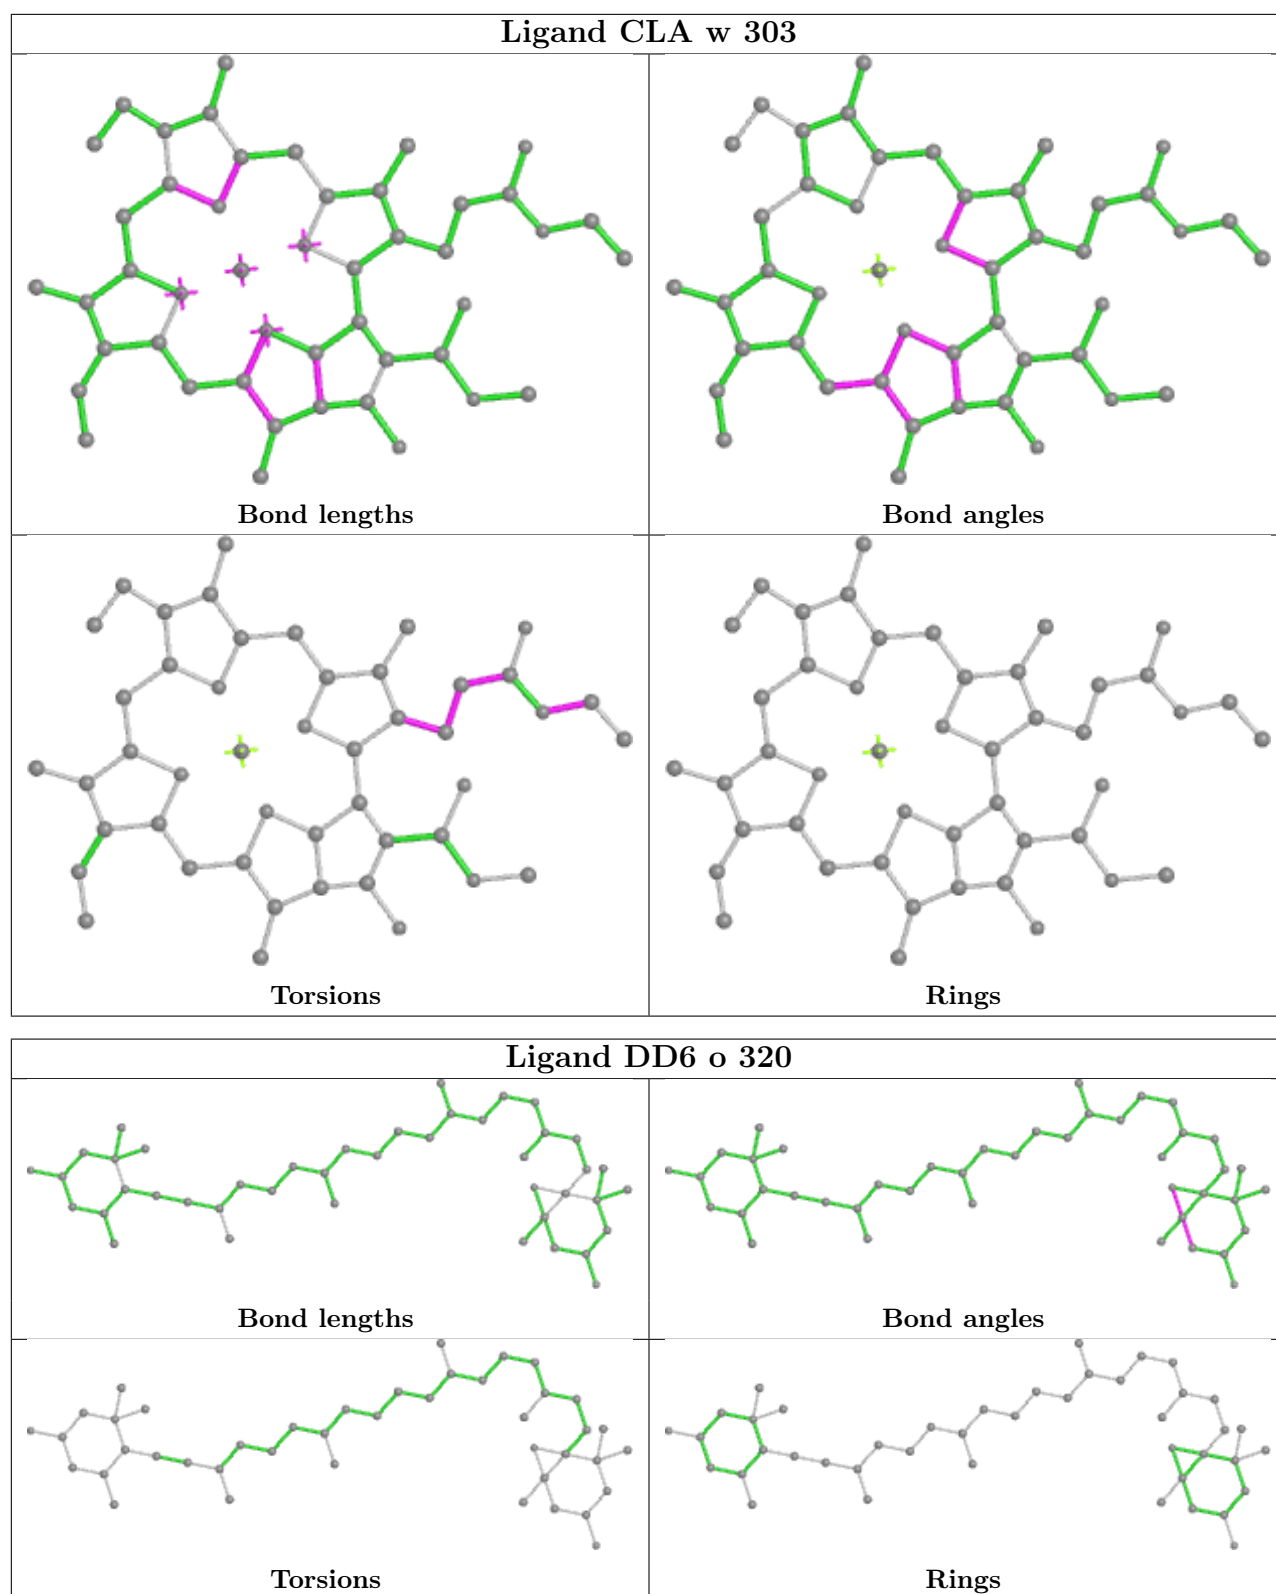 Ligand CLA w 303
Bond lengths
Bond angles
Torsions
Rings
Ligand DD6 o 320
Bond lengths
Bond angles
Torsions
Rings